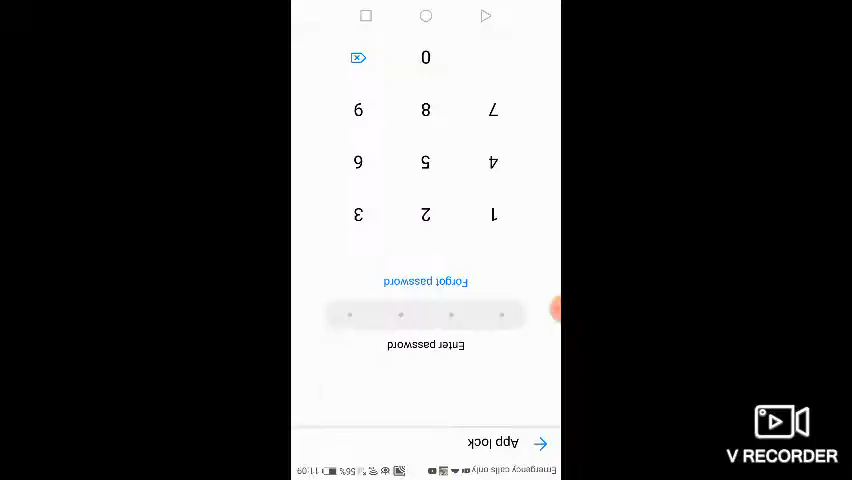 Emergency calls only 56% 11:09
App lock
Enter password
Forgot password
1 2 3
4 5 6
7 8 9
0
V RECORDER